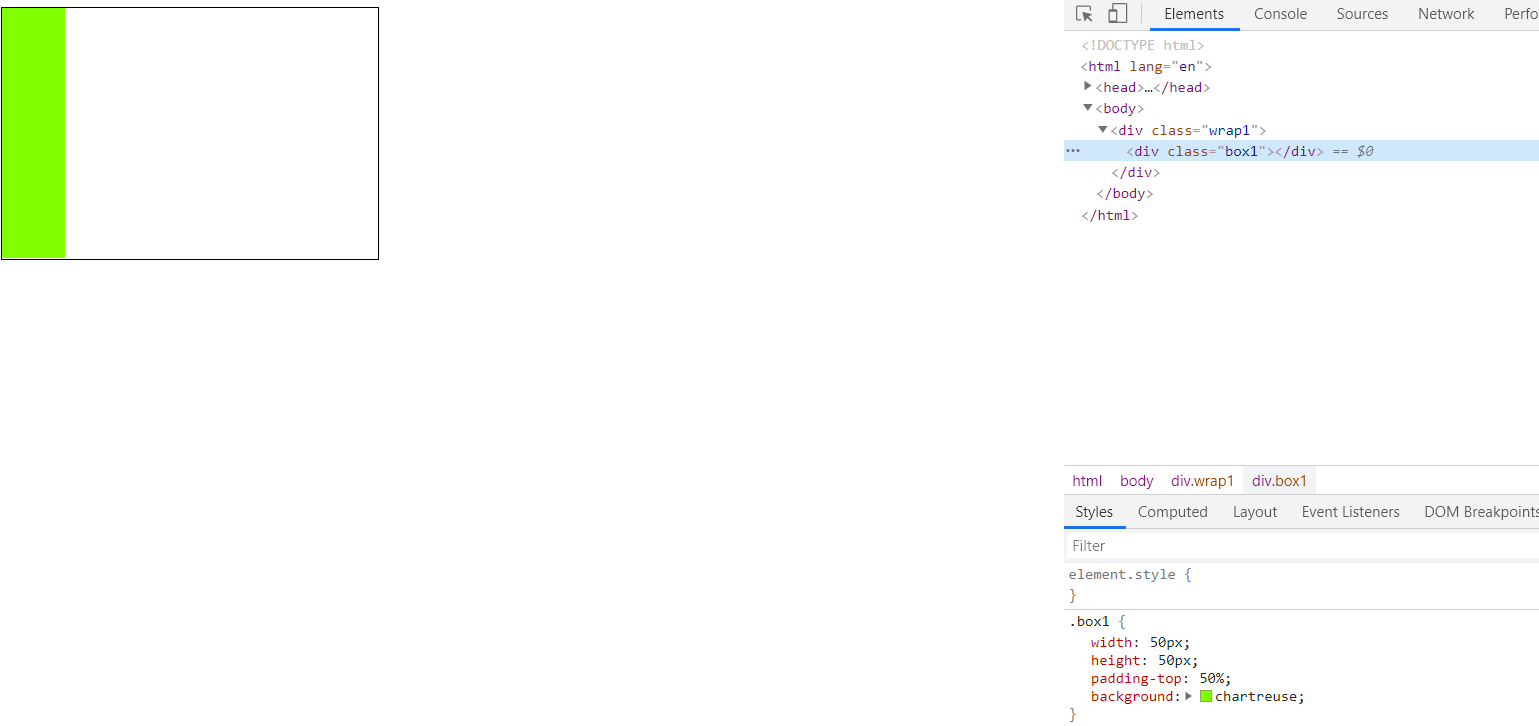 Elements Console Sources Network Perfo
<!DOCTYPE html>
<html lang="en">
<head>…</head>
<body>
<div class="wrap1">
<div class="box1"></div> == $0
</div>
</body>
</html>
html body div.wrap1 div.box1
Styles Computed Layout Event Listeners DOM Breakpoints
Filter
element.style {
}
.box1 {
width: 50px;
height: 50px;
padding-top: 50%;
background: chartreuse;
}